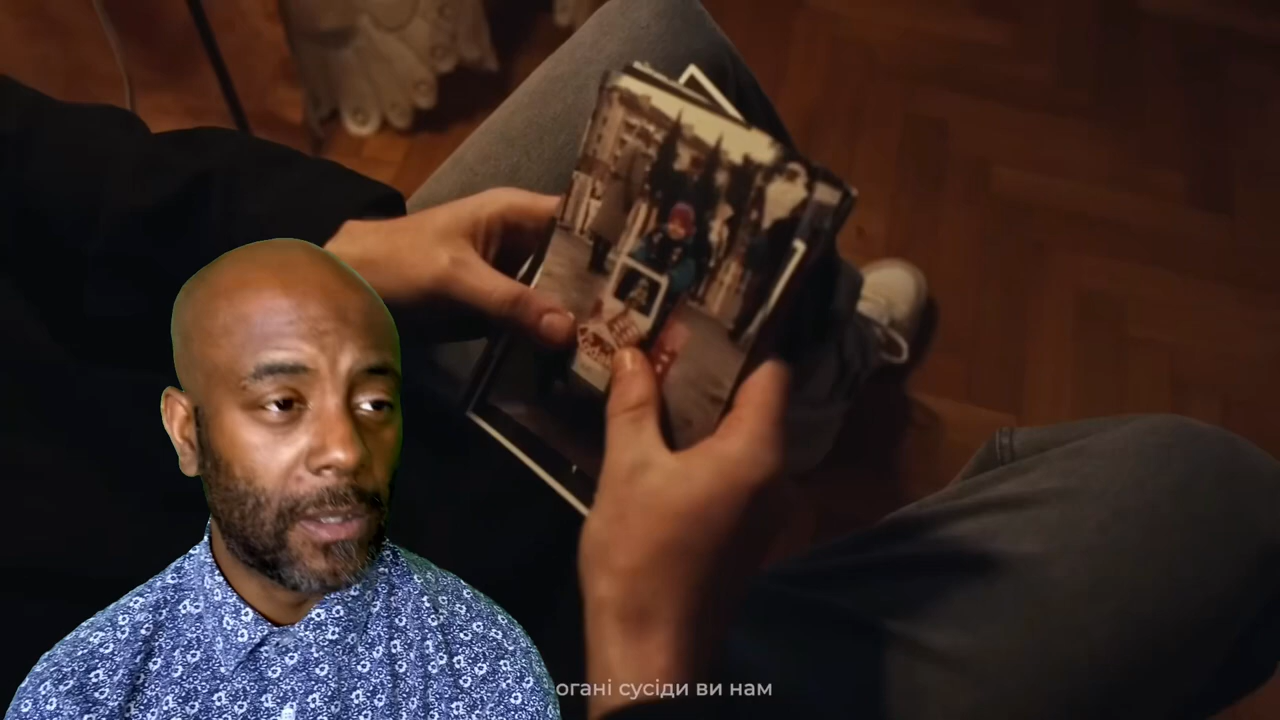 огані сусіди ви нам